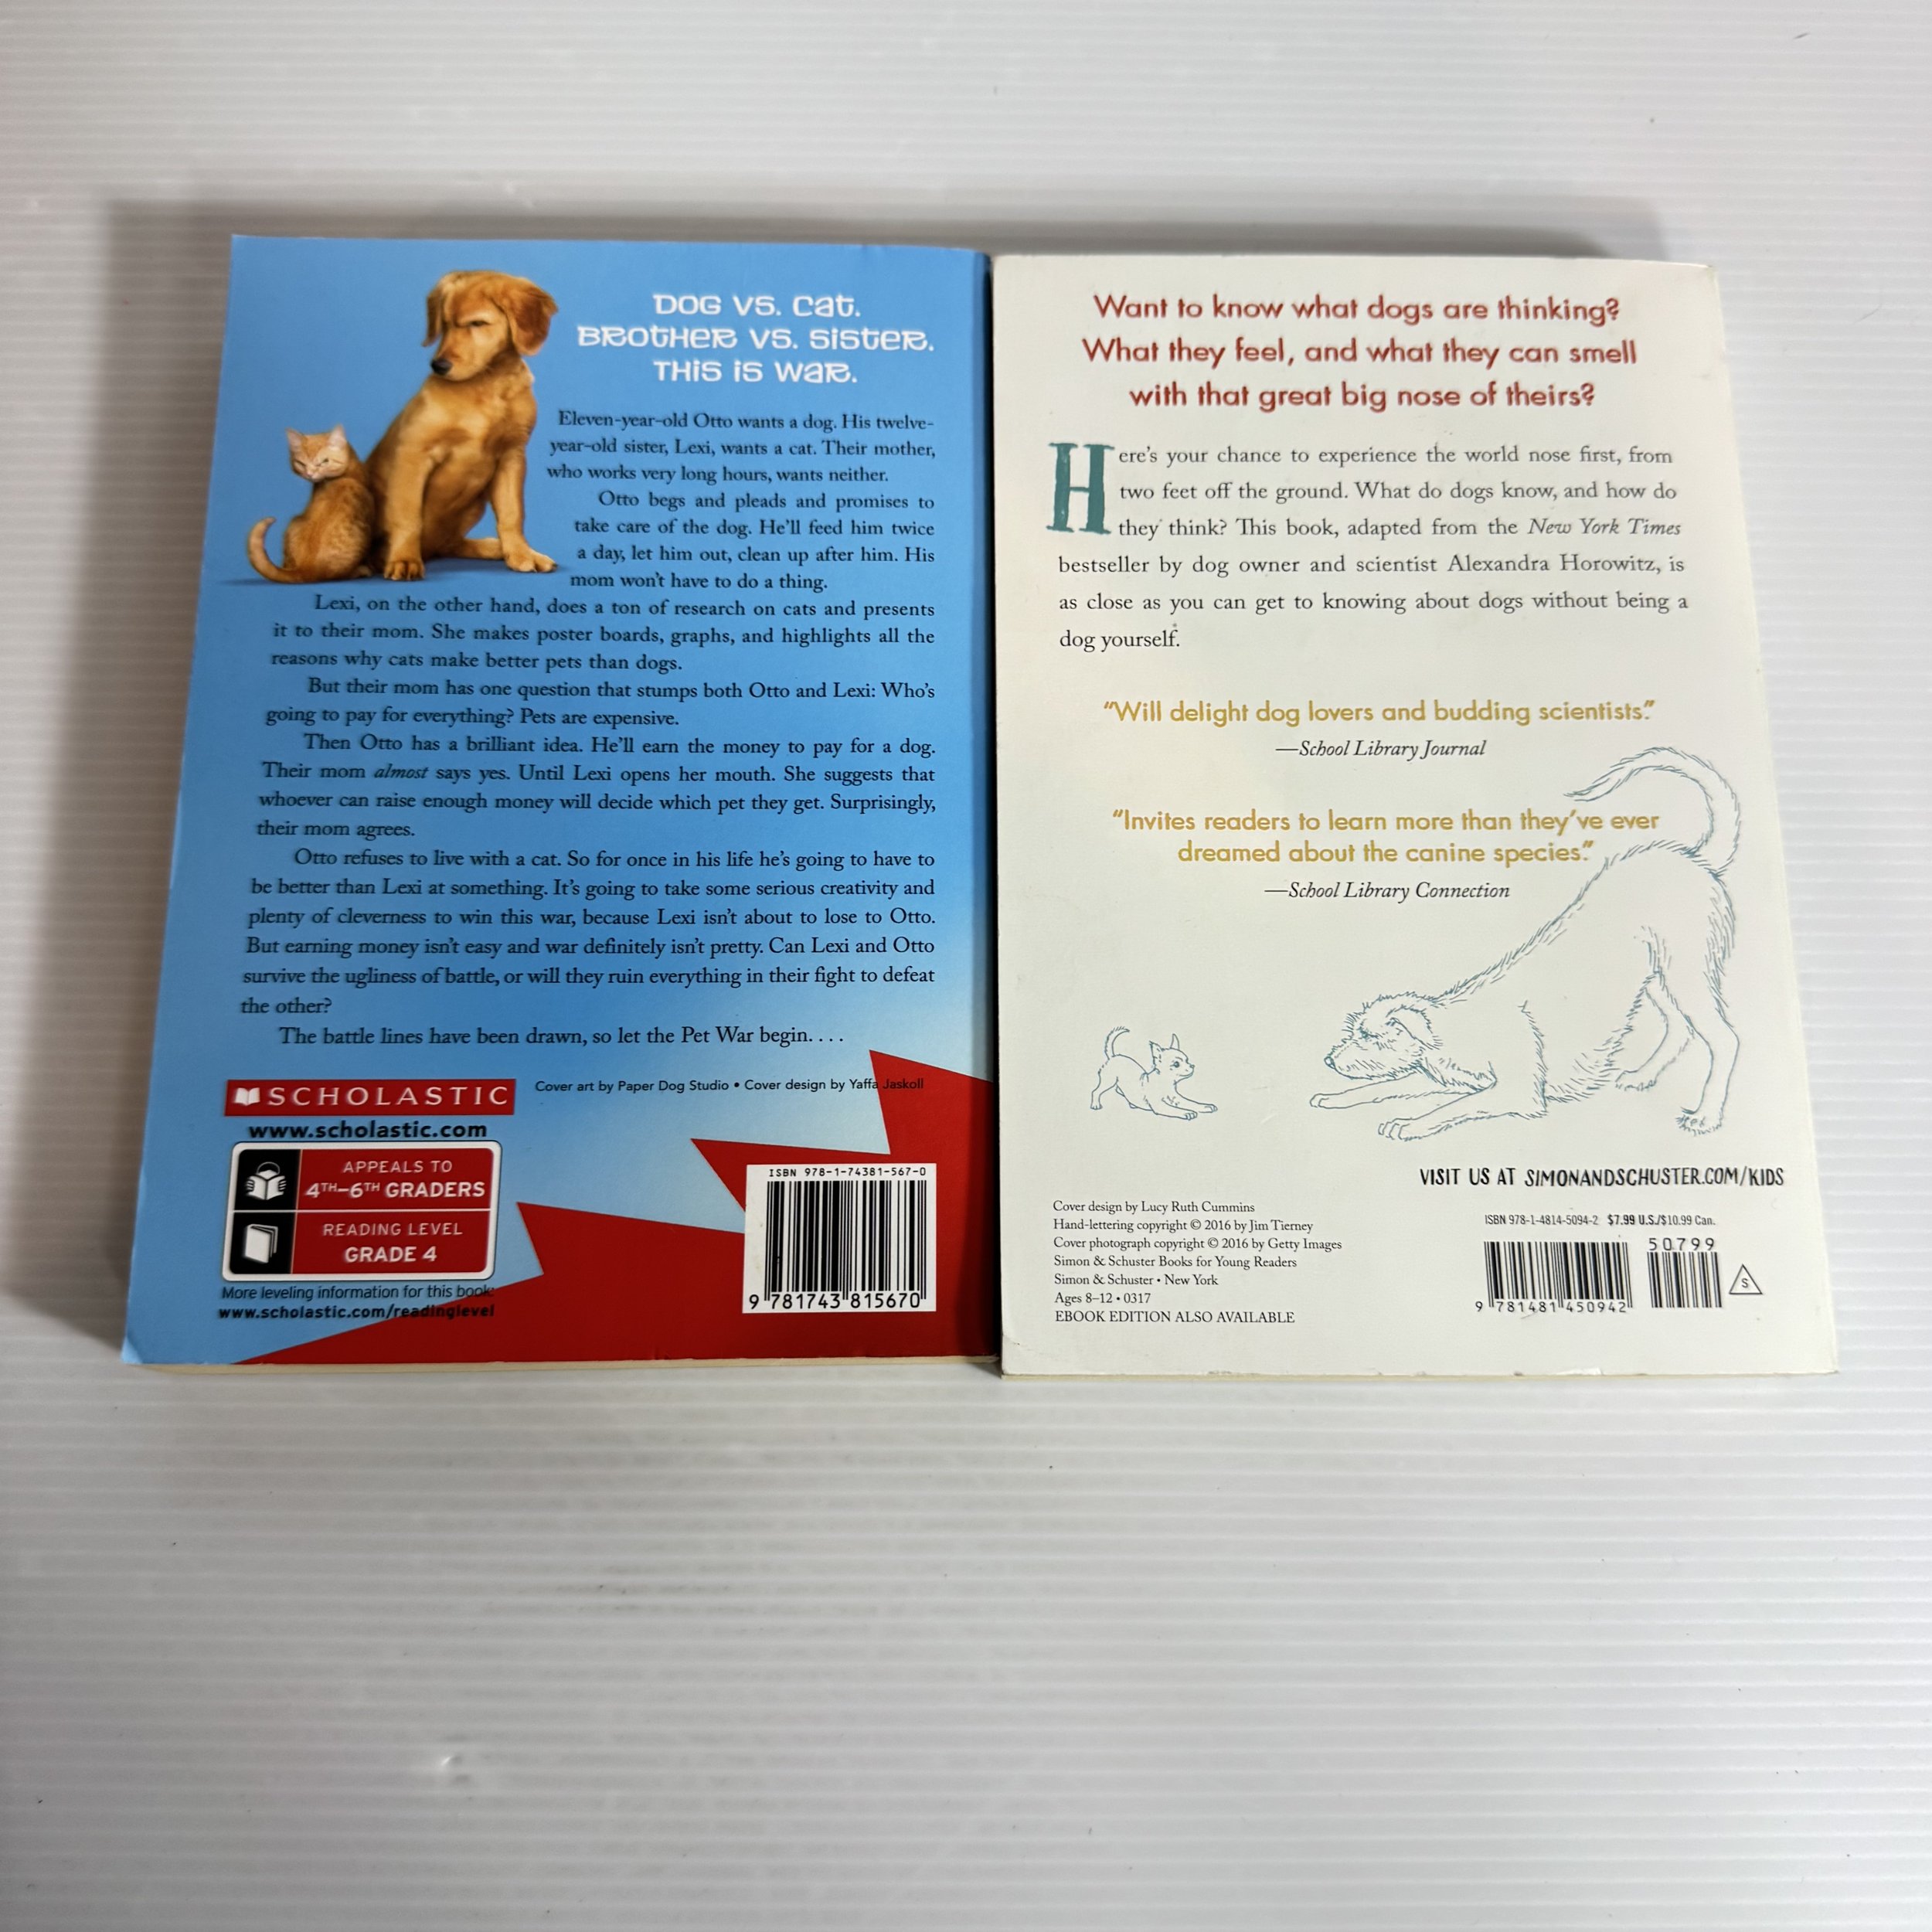 DOG VS. Cat.
BROtHER VS. SiStER.
THiS iS WaR.
Eleven-year-old Otto wants a dog. His twelve-
year-old sister, Lexi, wants a cat. Their mother,
who works very long hours, wants neither.
Otto begs and pleads and promises to
take care of the dog. He'll feed him twice
a day, let him out, clean up after him. His
mom won't have to do a thing.
Lexi, on the other hand, does a ton of research on cats and presents
it to their mom. She makes poster boards, graphs, and highlights all the
reasons why cats make better pets than dogs.
But their mom has one question that stumps both Otto and Lexi: Who's
going to pay for everything? Pets are expensive.
Then Otto has a brilliant idea. He'll earn the money to pay for a dog.
Their mom almost says yes. Until Lexi opens her mouth. She suggests that
whoever can raise enough money will decide which pet they get. Surprisingly,
their mom agrees.
Otto refuses to live with a cat. So for once in his life he's going to have to
be better than Lexi at something. It's going to take some serious creativity and
plenty of cleverness to win this war, because Lexi isn't about to lose to Otto.
But earning money isn't easy and war definitely isn't pretty. Can Lexi and Otto
survive the ugliness of battle, or will they ruin everything in their fight to defeat
the other?
The battle lines have been drawn, so let the Pet War begin. . . .
SCHOLASTIC
www.scholastic.com
Cover art by Paper Dog Studio • Cover design by Yaffa Jaskoll
APPEALS TO
4TH–6TH GRADERS
READING LEVEL
GRADE 4
More leveling information for this book:
www.scholastic.com/readinglevel
ISBN 978-1-74381-567-0
9 781743 815670
Want to know what dogs are thinking?
What they feel, and what they can smell
with that great big nose of theirs?
Here's your chance to experience the world nose first, from
two feet off the ground. What do dogs know, and how do
they think? This book, adapted from the New York Times
bestseller by dog owner and scientist Alexandra Horowitz, is
as close as you can get to knowing about dogs without being a
dog yourself.
"Will delight dog lovers and budding scientists."
—School Library Journal
"Invites readers to learn more than they've ever
dreamed about the canine species."
—School Library Connection
VISIT US AT SIMONANDSCHUSTER.COM/KIDS
Cover design by Lucy Ruth Cummins
Hand-lettering copyright © 2016 by Jim Tierney
Cover photograph copyright © 2016 by Getty Images
Simon & Schuster Books for Young Readers
Simon & Schuster • New York
Ages 8–12 • 0317
EBOOK EDITION ALSO AVAILABLE
ISBN 978-1-4814-5094-2 $7.99 U.S./$10.99 Can.
50799
9 781481 450942
S